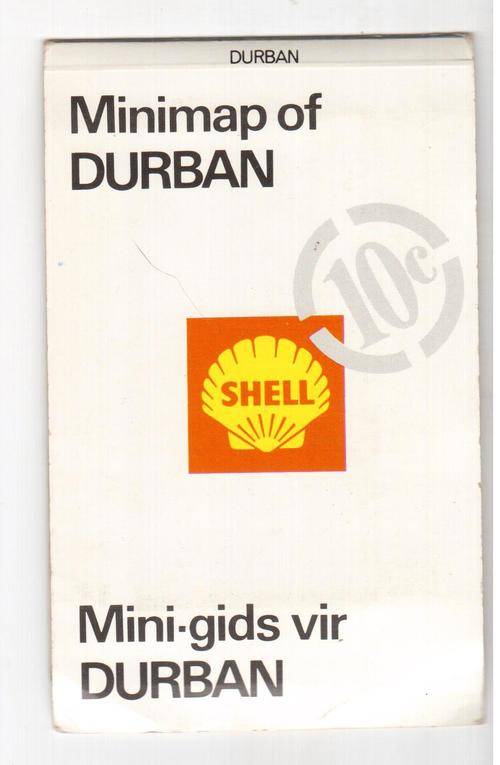 DURBAN
Minimap of
DURBAN
10c
SHELL
Mini-gids vir
DURBAN